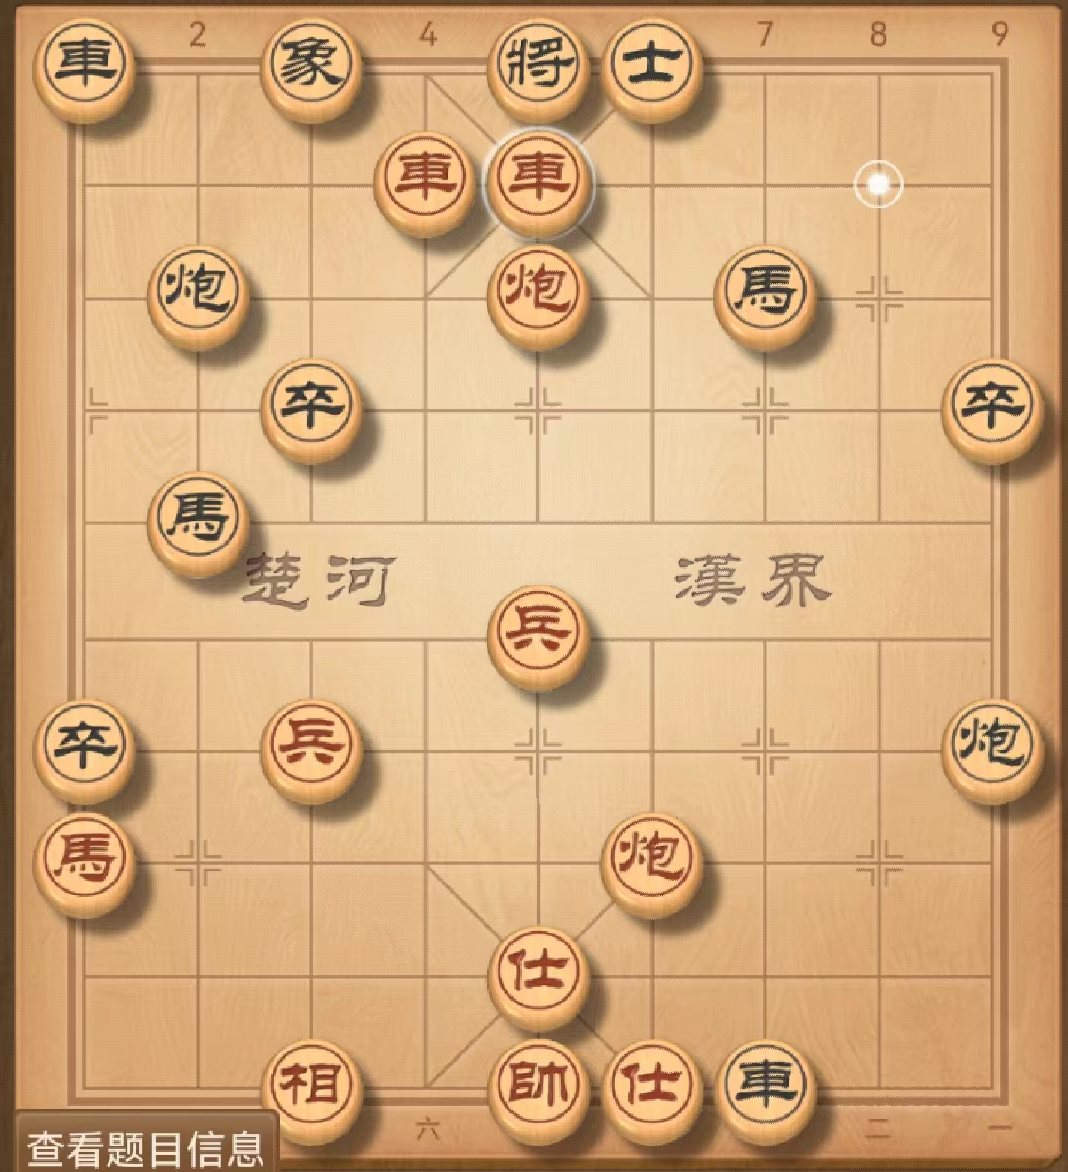 2 4 7 8 9
車 象 將 士
車 車
炮 炮 馬
卒 卒
馬
楚河 漢界
兵
卒 兵 炮
馬 炮
仕
相 帥 仕 車
六 二 一
查看题目信息